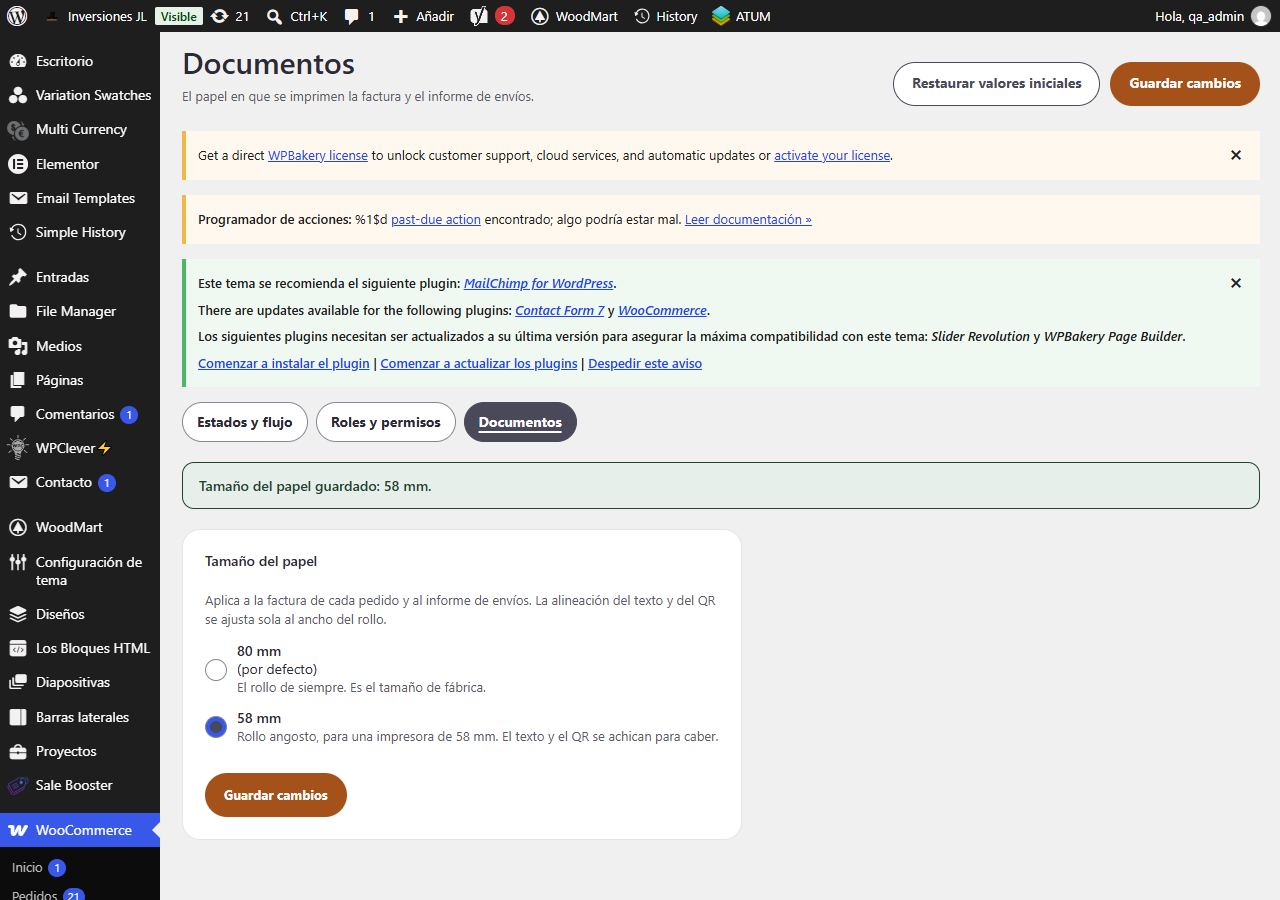 Inversiones JL Visible 21 Ctrl+K 1 Añadir 2 WoodMart History ATUM Hola, qa_admin
Escritorio
Variation Swatches
Multi Currency
Elementor
Email Templates
Simple History
Entradas
File Manager
Medios
Páginas
Comentarios 1
WPClever
Contacto 1
WoodMart
Configuración de
tema
Diseños
Los Bloques HTML
Diapositivas
Barras laterales
Proyectos
Sale Booster
WooCommerce
Inicio 1
Pedidos 21
Documentos
El papel en que se imprimen la factura y el informe de envíos.
Restaurar valores iniciales
Guardar cambios
Get a direct WPBakery license to unlock customer support, cloud services, and automatic updates or activate your license.
Programador de acciones: %1$d past-due action encontrado; algo podría estar mal. Leer documentación »
Este tema se recomienda el siguiente plugin: MailChimp for WordPress.
There are updates available for the following plugins: Contact Form 7 y WooCommerce.
Los siguientes plugins necesitan ser actualizados a su última versión para asegurar la máxima compatibilidad con este tema: Slider Revolution y WPBakery Page Builder.
Comenzar a instalar el plugin | Comenzar a actualizar los plugins | Despedir este aviso
Estados y flujo
Roles y permisos
Documentos
Tamaño del papel guardado: 58 mm.
Tamaño del papel
Aplica a la factura de cada pedido y al informe de envíos. La alineación del texto y del QR
se ajusta sola al ancho del rollo.
80 mm
(por defecto)
El rollo de siempre. Es el tamaño de fábrica.
58 mm
Rollo angosto, para una impresora de 58 mm. El texto y el QR se achican para caber.
Guardar cambios